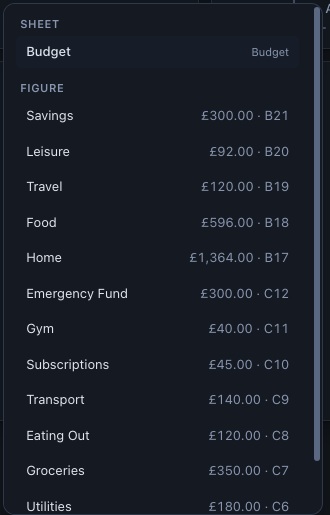 SHEET
Budget Budget
FIGURE
Savings £300.00 · B21
Leisure £92.00 · B20
Travel £120.00 · B19
Food £596.00 · B18
Home £1,364.00 · B17
Emergency Fund £300.00 · C12
Gym £40.00 · C11
Subscriptions £45.00 · C10
Transport £140.00 · C9
Eating Out £120.00 · C8
Groceries £350.00 · C7
Utilities £180.00 · C6